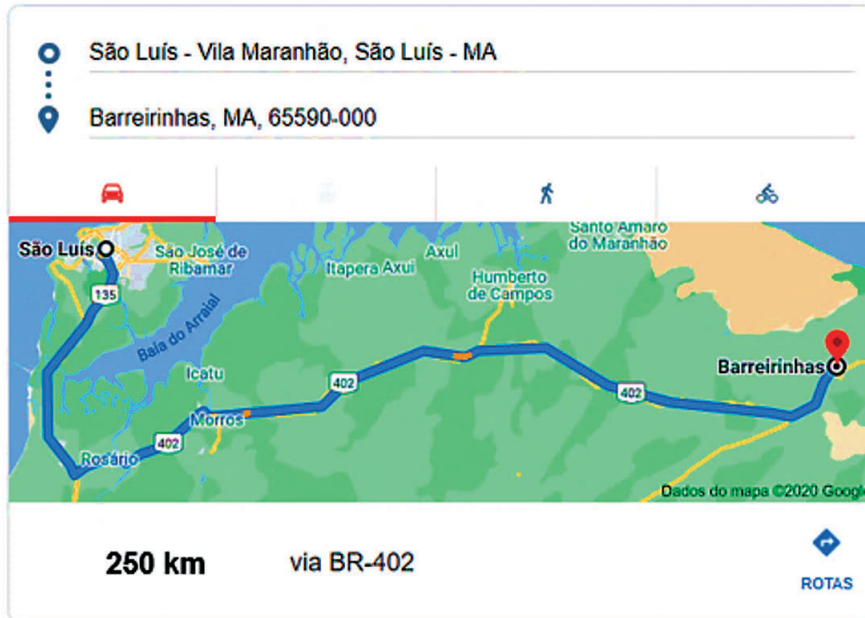 São Luís - Vila Maranhão, São Luís - MA
Barreirinhas, MA, 65590-000
São Luís
São José de
Ribamar
135
Baía do Arraial
Itapera Axui
Axul
Humberto
de Campos
Santo Amaro
do Maranhão
Icatu
Morros
Rosário
402
402
402
Barreirinhas
Dados do mapa ©2020 Google
250 km
via BR-402
ROTAS